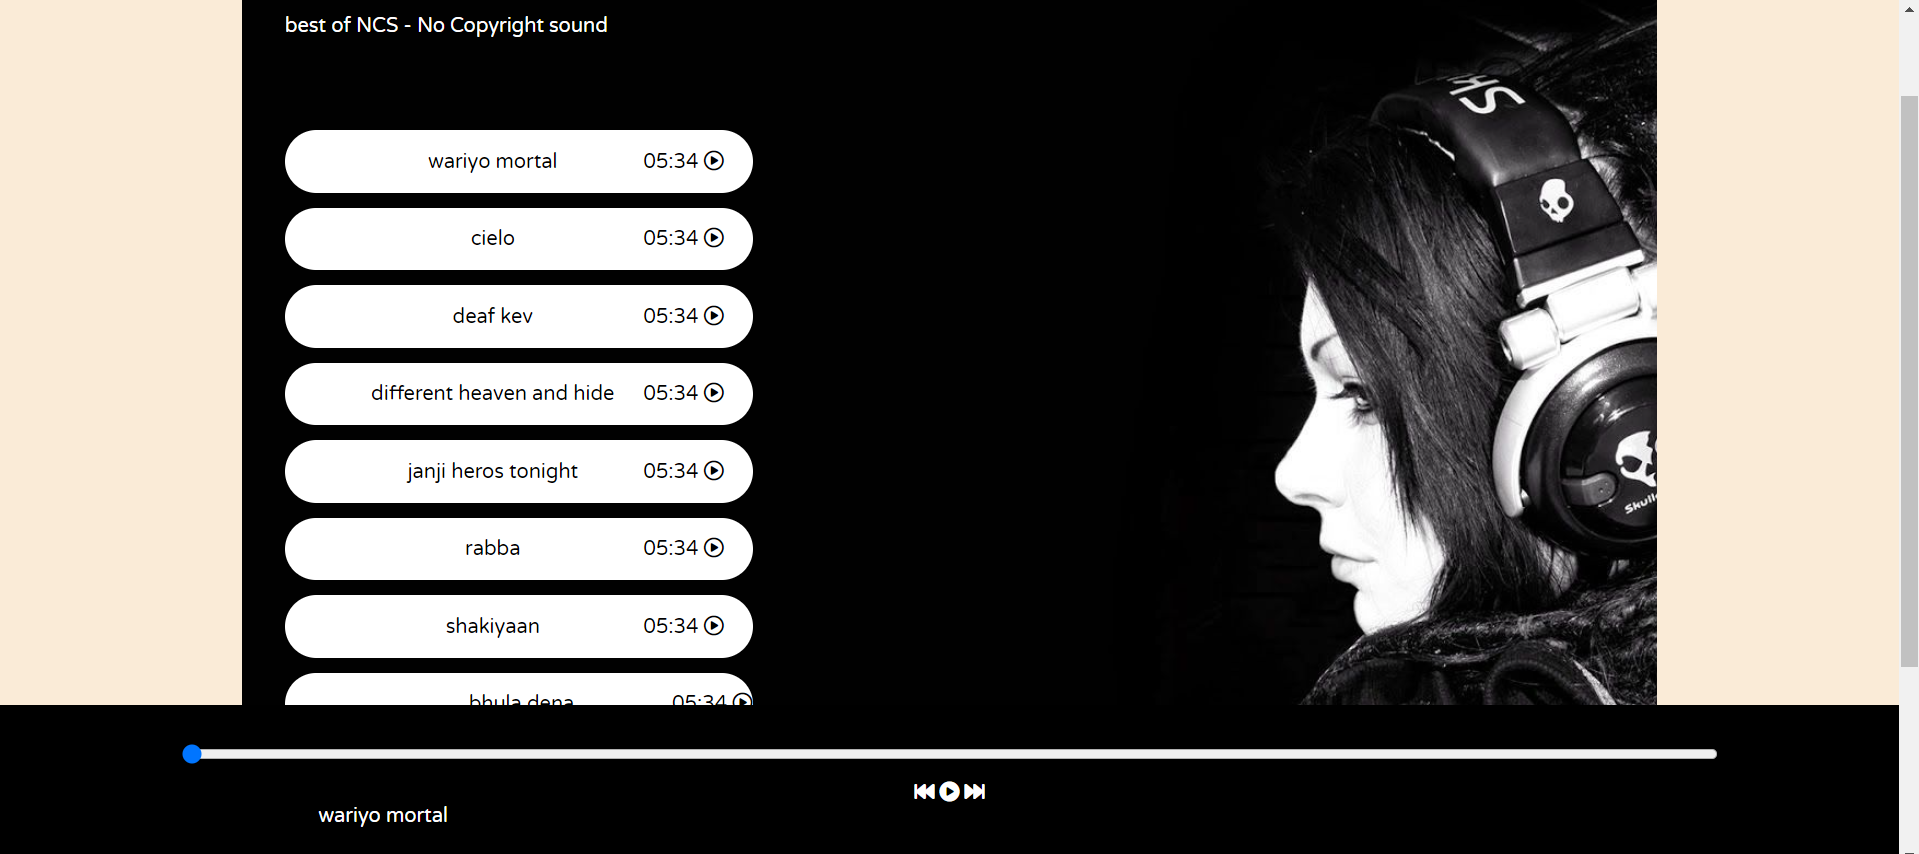 best of NCS - No Copyright sound
wariyo mortal 05:34
cielo 05:34
deaf kev 05:34
different heaven and hide 05:34
janji heros tonight 05:34
rabba 05:34
shakiyaan 05:34
bhula dena 05:34
wariyo mortal